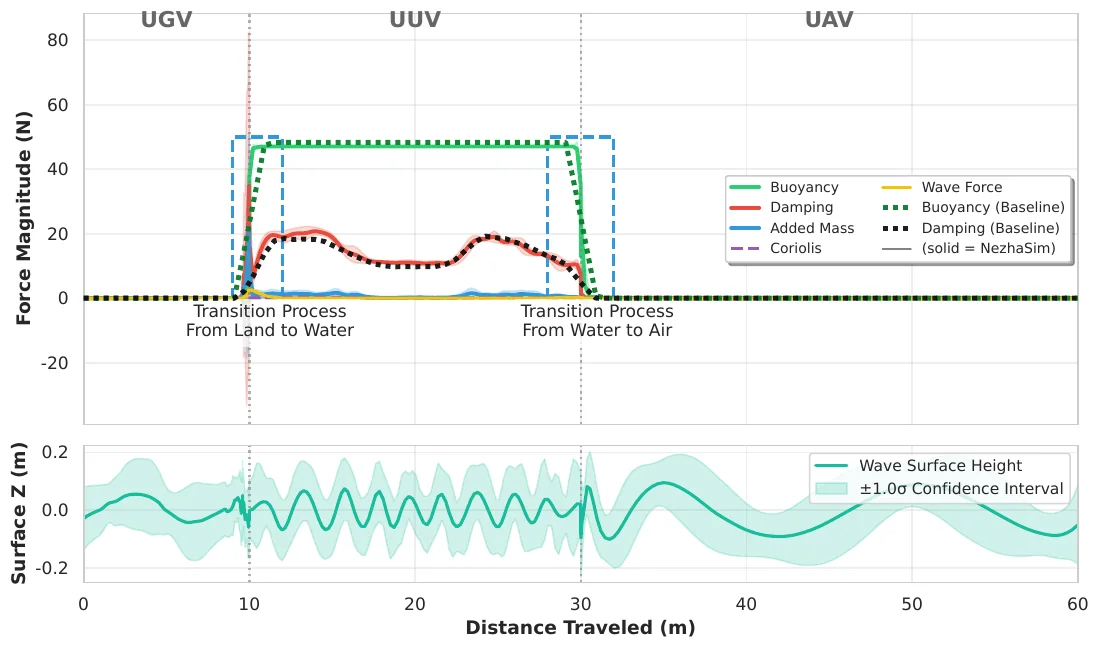 UGV UUV UAV
Force Magnitude (N)
80
60
40
20
0
-20
Buoyancy
Damping
Added Mass
Coriolis
Wave Force
Buoyancy (Baseline)
Damping (Baseline)
(solid = NezhaSim)
Transition Process
From Land to Water
Transition Process
From Water to Air
Surface Z (m)
0.2
0.0
-0.2
Wave Surface Height
±1.0σ Confidence Interval
0 10 20 30 40 50 60
Distance Traveled (m)